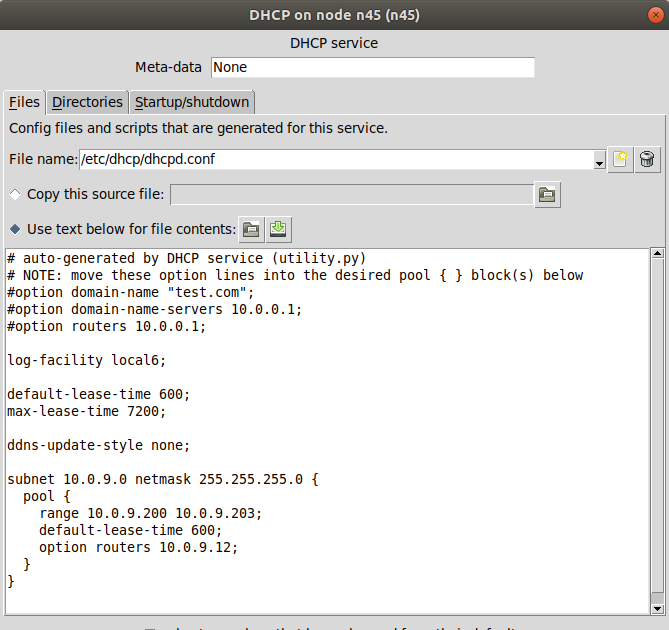 DHCP on node n45 (n45)
DHCP service
Meta-data None
Files Directories Startup/shutdown
Config files and scripts that are generated for this service.
File name: /etc/dhcp/dhcpd.conf
Copy this source file:
Use text below for file contents:
# auto-generated by DHCP service (utility.py)
# NOTE: move these option lines into the desired pool { } block(s) below
#option domain-name "test.com";
#option domain-name-servers 10.0.0.1;
#option routers 10.0.0.1;
log-facility local6;
default-lease-time 600;
max-lease-time 7200;
ddns-update-style none;
subnet 10.0.9.0 netmask 255.255.255.0 {
pool {
range 10.0.9.200 10.0.9.203;
default-lease-time 600;
option routers 10.0.9.12;
}
}